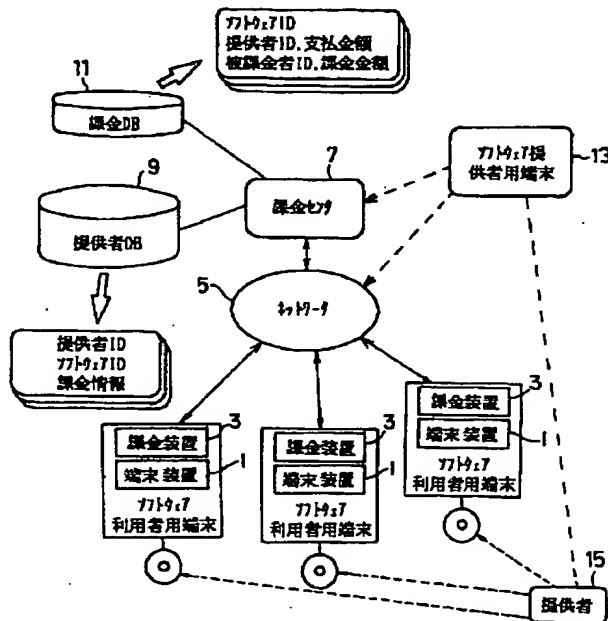 ソフトウェアID
提供者ID.支払金額
被課金者ID.課金金額
11
課金DB
9
提供者DB
7
課金センタ
ソフトウェア提
供者用端末
13
5
ネットワータ
提供者ID
ソフトウェアID
課金情報
課金装置
3
端末装置
1
ソフトウェア
利用者用端末
課金装置
3
端末装置
1
ソフトウェア
利用者用端末
課金装置
3
端末装置
1
ソフトウェア
利用者用端末
15
提供者